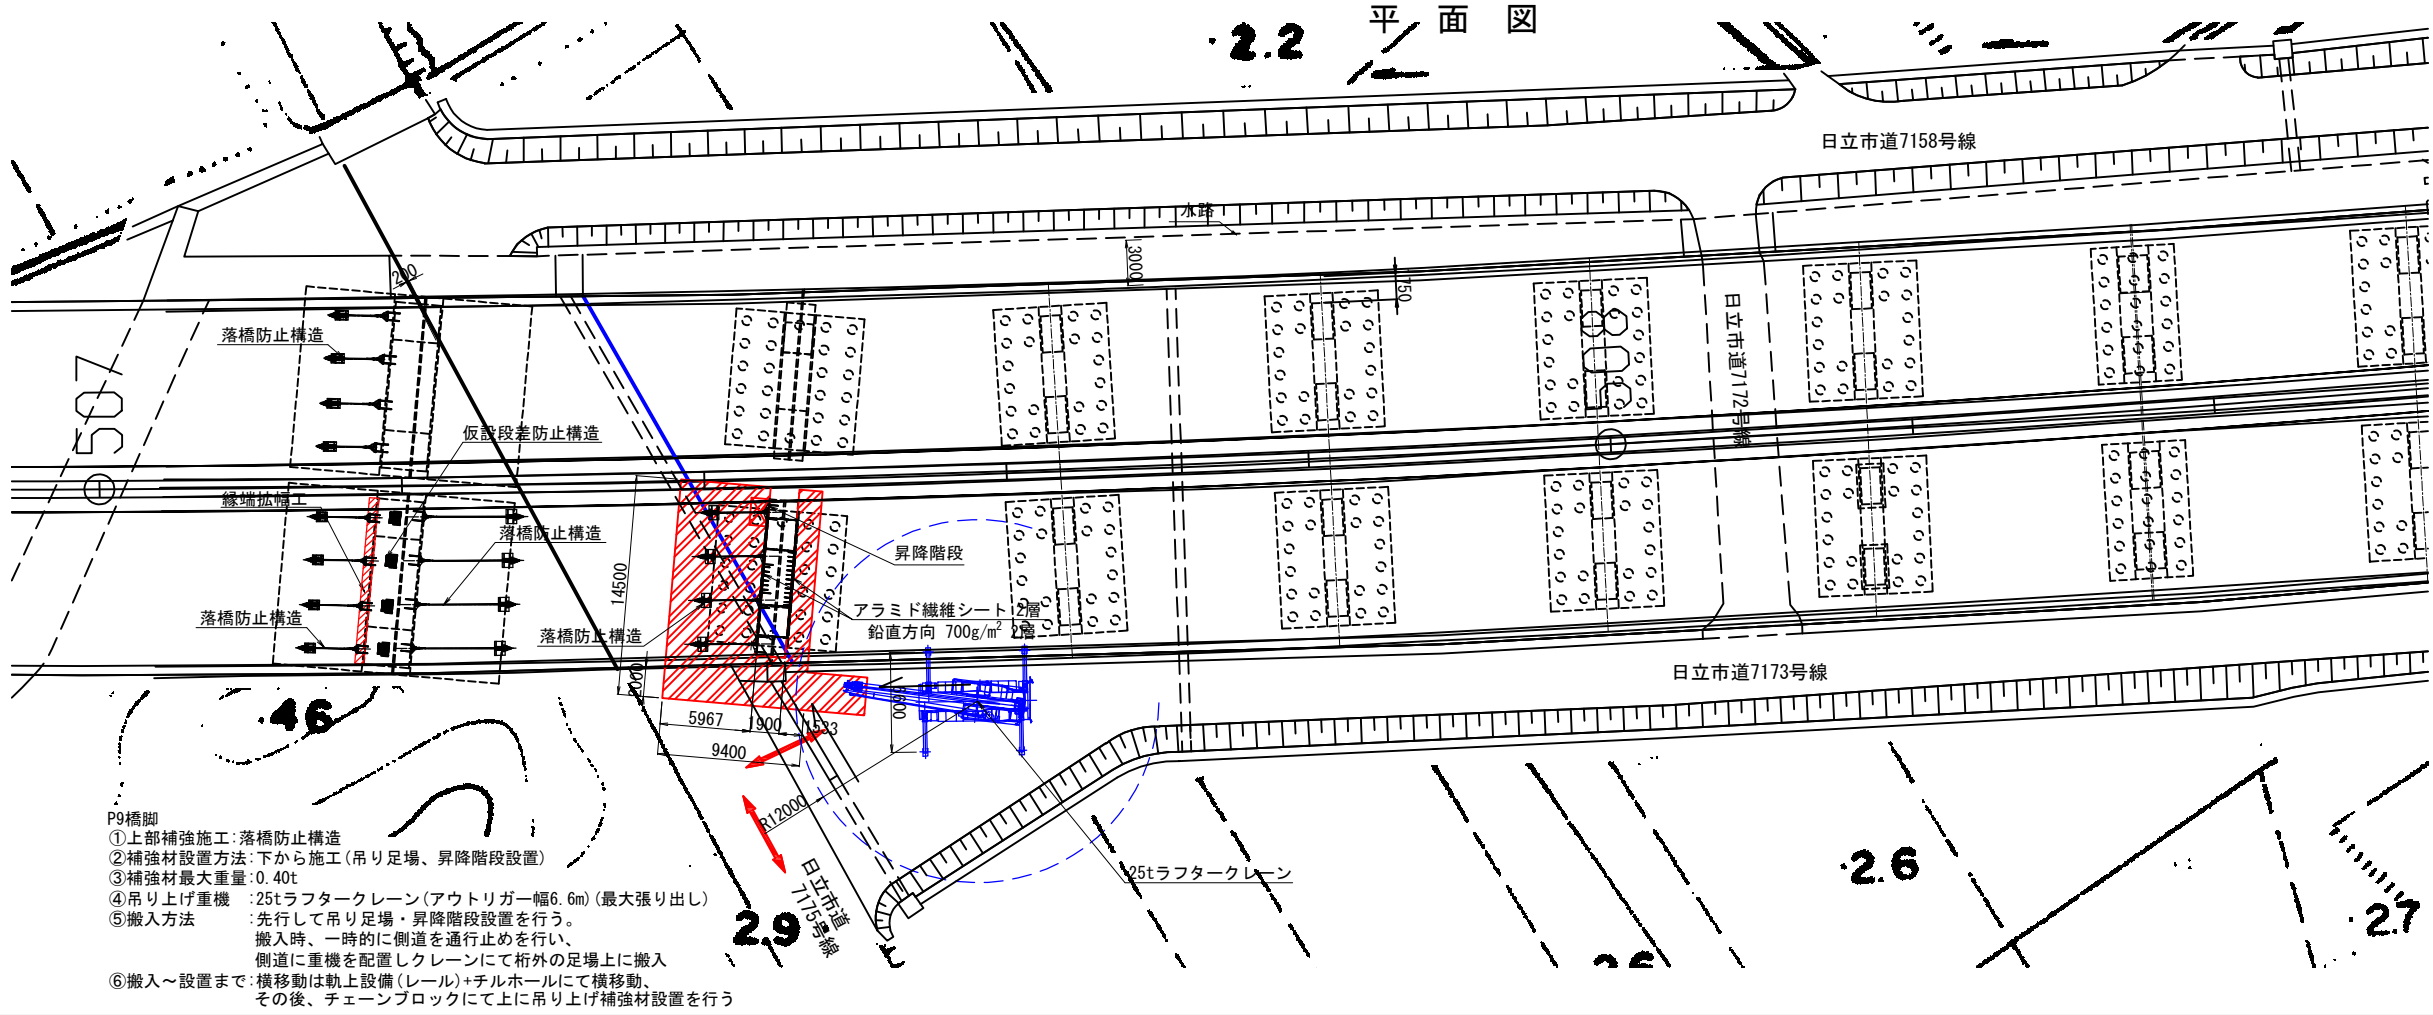 平 面 図
2.2
日立市道7158号線
水路
3000
200
750
落橋防止構造
日立市道7172号線
507
仮設段差防止構造
縁端拡幅工
落橋防止構造
昇降階段
14500
アラミド繊維シート 2層
鉛直方向 700g/m² 2層
落橋防止構造
落橋防止構造
日立市道7173号線
2000
46
5967
1900
1533
9400
R12000
25tラフタークレーン
日立市道
7175号線
2.9
2.6
2.7
26
P9橋脚
①上部補強施工:落橋防止構造
②補強材設置方法:下から施工(吊り足場、昇降階段設置)
③補強材最大重量:0.40t
④吊り上げ重機 :25tラフタークレーン(アウトリガー幅6.6m)(最大張り出し)
⑤搬入方法 :先行して吊り足場・昇降階段設置を行う。
搬入時、一時的に側道を通行止めを行い、
側道に重機を配置しクレーンにて桁外の足場上に搬入
⑥搬入～設置まで:横移動は軌上設備(レール)+チルホールにて横移動、
その後、チェーンブロックにて上に吊り上げ補強材設置を行う